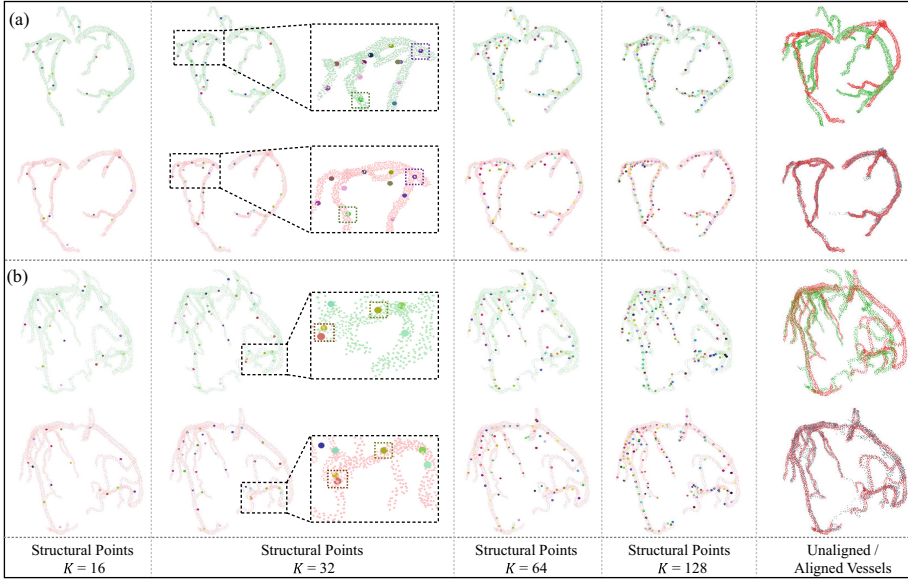 (a)
(b)
Structural Points
K = 16
Structural Points
K = 32
Structural Points
K = 64
Structural Points
K = 128
Unaligned /
Aligned Vessels